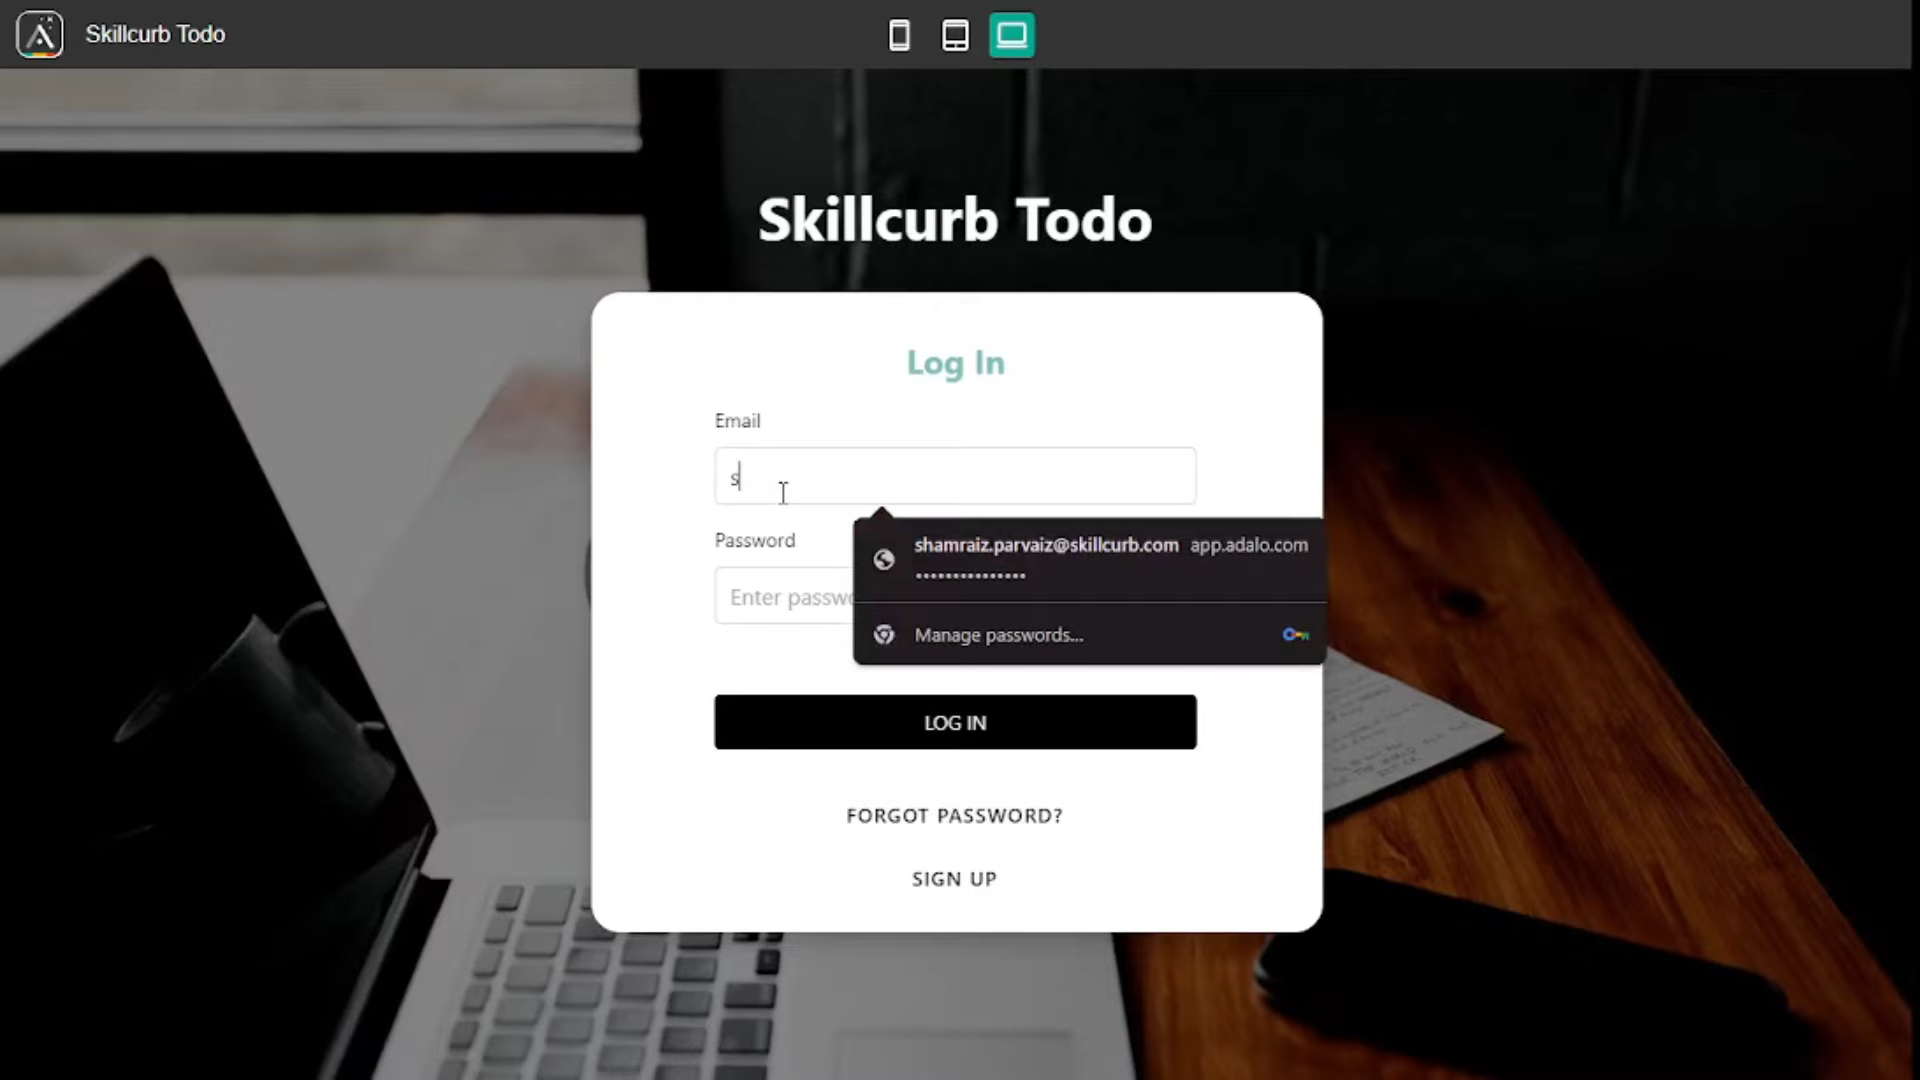 Skillcurb Todo
Skillcurb Todo
Log In
Email
s
Password
shamraiz.parvaiz@skillcurb.com app.adalo.com
•••••••••••••••
Enter passwo
Manage passwords...
LOG IN
FORGOT PASSWORD?
SIGN UP